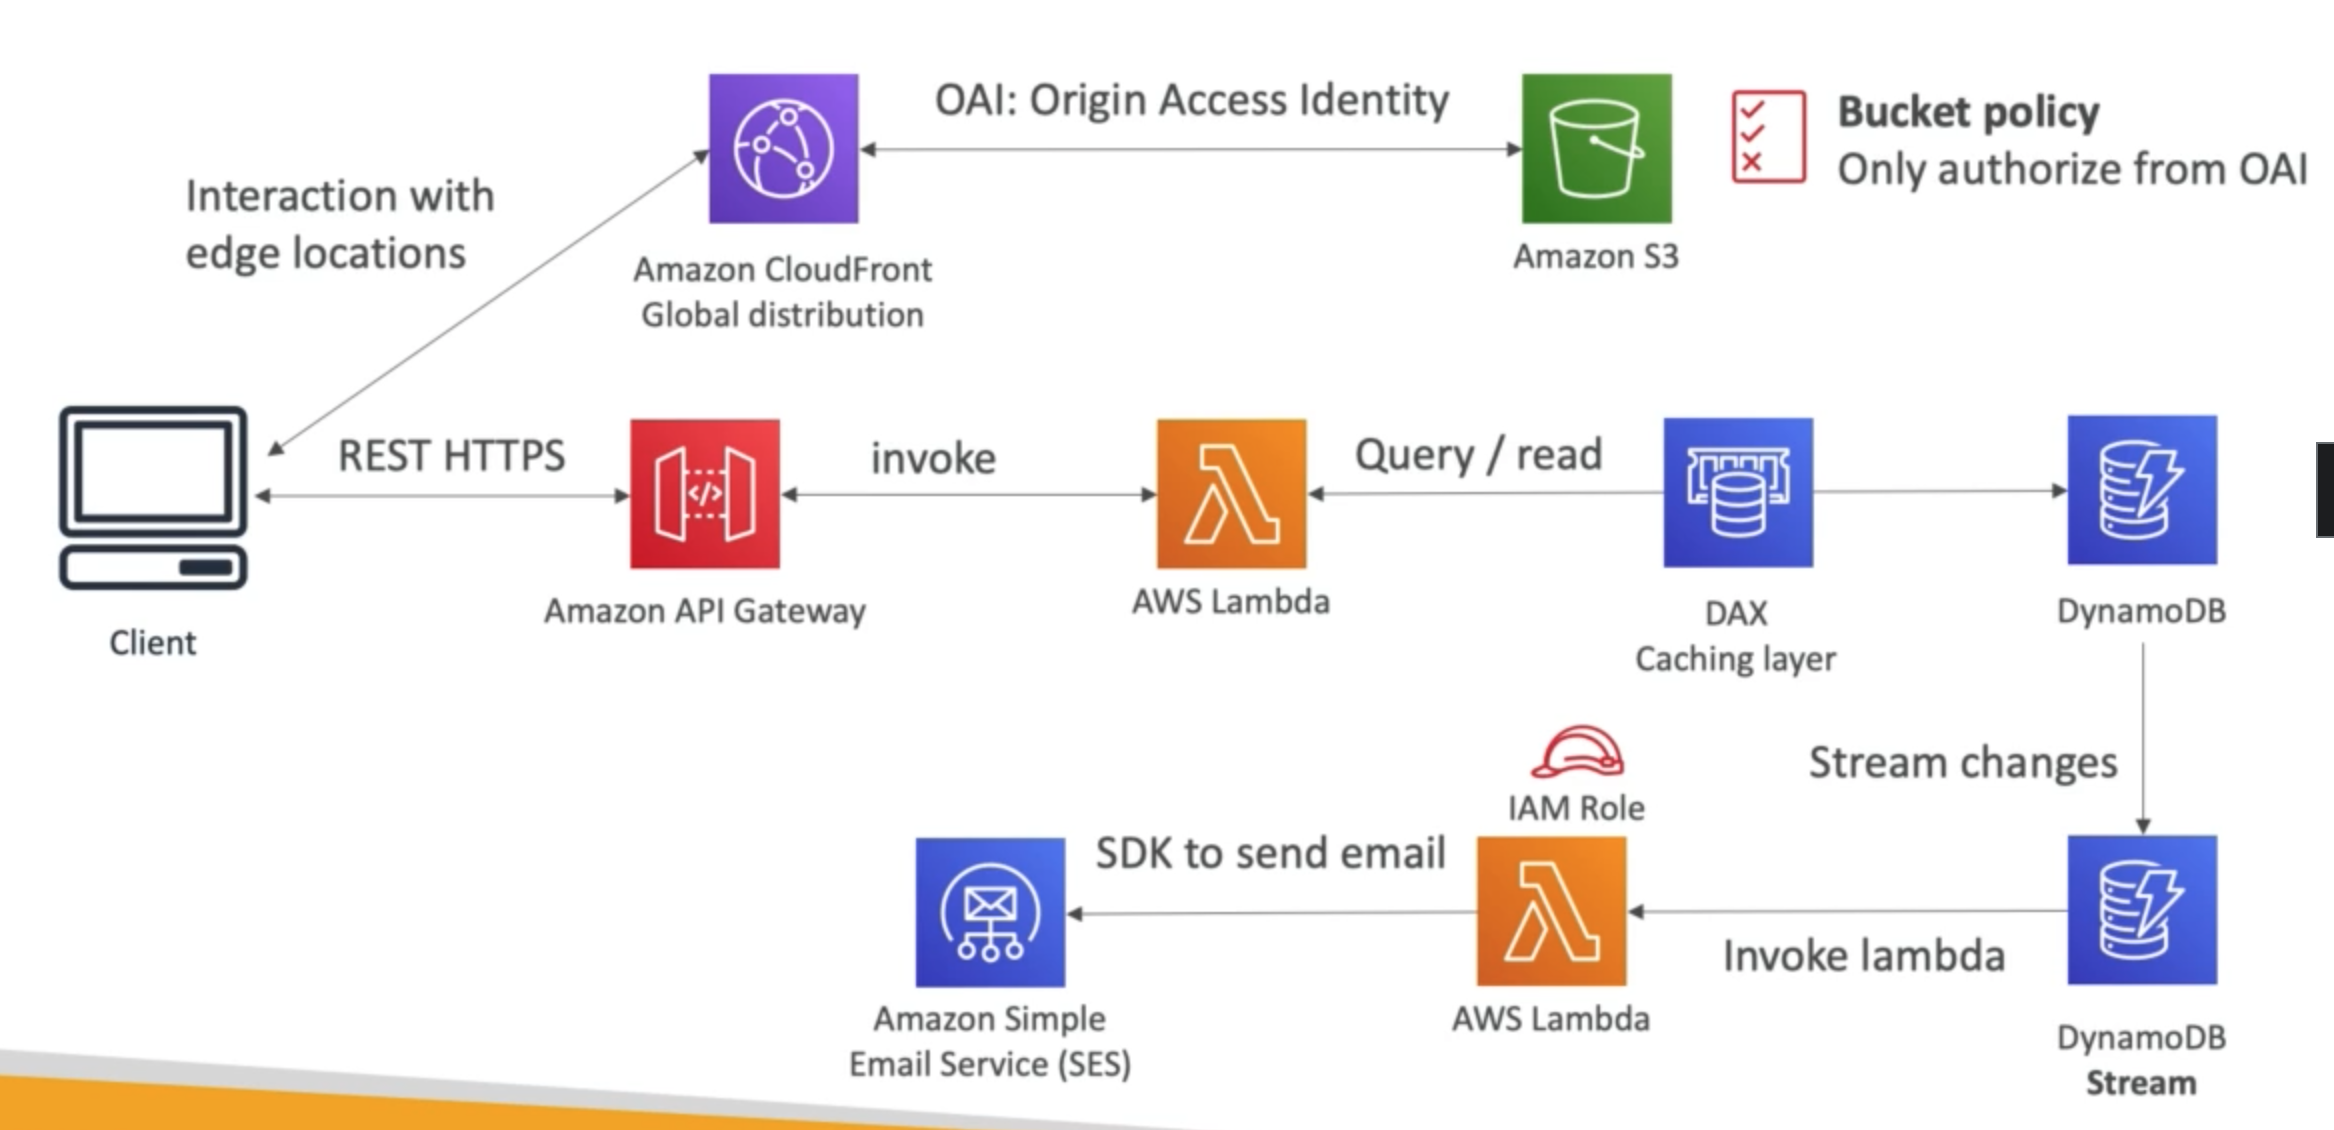 OAI: Origin Access Identity
Bucket policy
Only authorize from OAI
Interaction with
edge locations
Amazon CloudFront
Global distribution
Amazon S3
REST HTTPS
invoke
Query / read
</>
Client
Amazon API Gateway
AWS Lambda
DAX
Caching layer
DynamoDB
Stream changes
IAM Role
SDK to send email
Invoke lambda
Amazon Simple
Email Service (SES)
AWS Lambda
DynamoDB
Stream